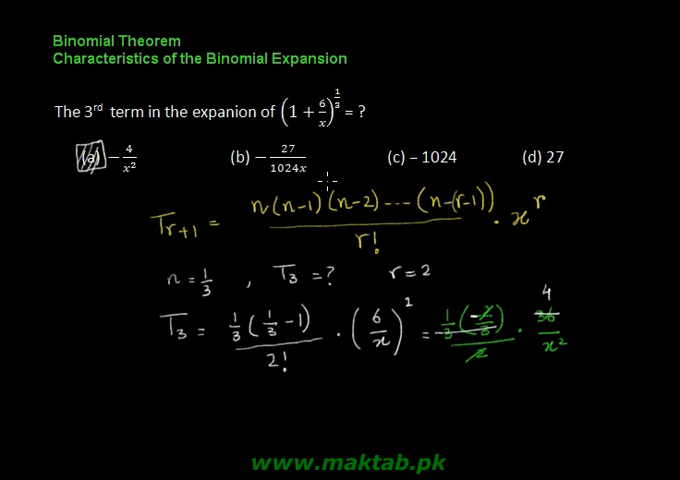 Binomial Theorem
Characteristics of the Binomial Expansion
The 3rd term in the expanion of (1 + 6/x)^(1/3) = ?
(a) − 4/x² (b) − 27/1024x (c) − 1024 (d) 27
Tr+1 = n(n-1)(n-2)----(n-(r-1))/r! · x^r
n = 1/3 , T3 = ? r = 2
T3 = 1/3(1/3 - 1)/2! · (6/x)² = 1/3(-2/3)/2 · 36/x² 4
www.maktab.pk